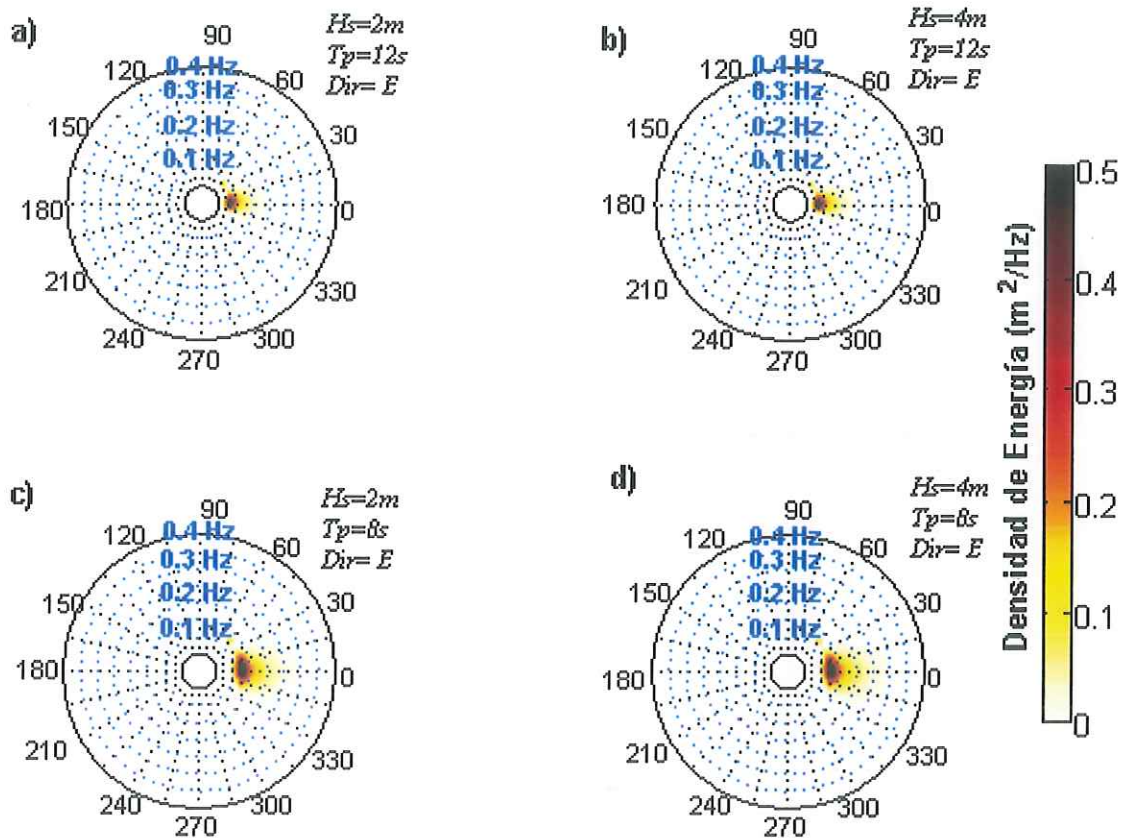 a)
Hs=2m
Tp=12s
Dir= E
90
120
60
0.4 Hz
0.3 Hz
0.2 Hz
0.1 Hz
150
30
180
0
210
330
240
300
270
b)
Hs=4m
Tp=12s
Dir= E
90
120
60
0.4 Hz
0.3 Hz
0.2 Hz
0.1 Hz
150
30
180
0
210
330
240
300
270
c)
Hs=2m
Tp=8s
Dir= E
90
120
60
0.4 Hz
0.3 Hz
0.2 Hz
0.1 Hz
150
30
180
0
210
330
240
300
270
d)
Hs=4m
Tp=8s
Dir= E
90
120
60
0.4 Hz
0.3 Hz
0.2 Hz
0.1 Hz
150
30
180
0
210
330
240
300
270
Densidad de Energía (m²/Hz)
0.5
0.4
0.3
0.2
0.1
0